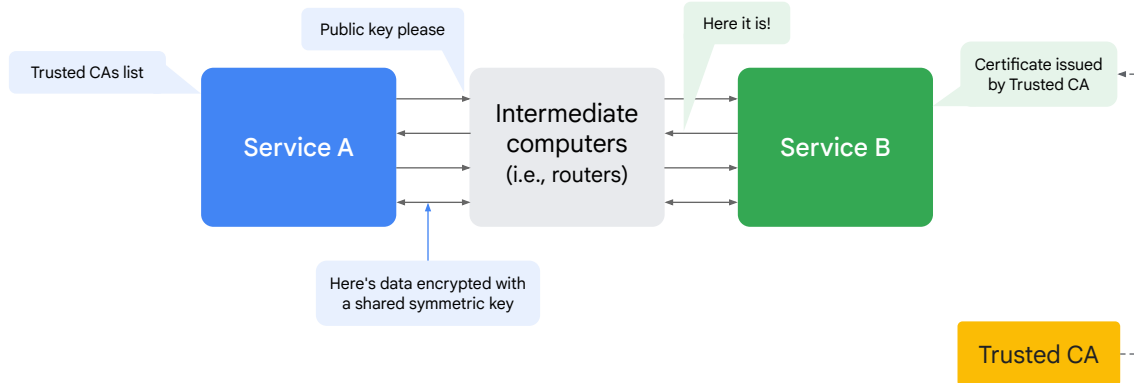 Public key please
Here it is!
Trusted CAs list
Certificate issued
by Trusted CA
Service A
Intermediate
computers
(i.e., routers)
Service B
Here's data encrypted with
a shared symmetric key
Trusted CA